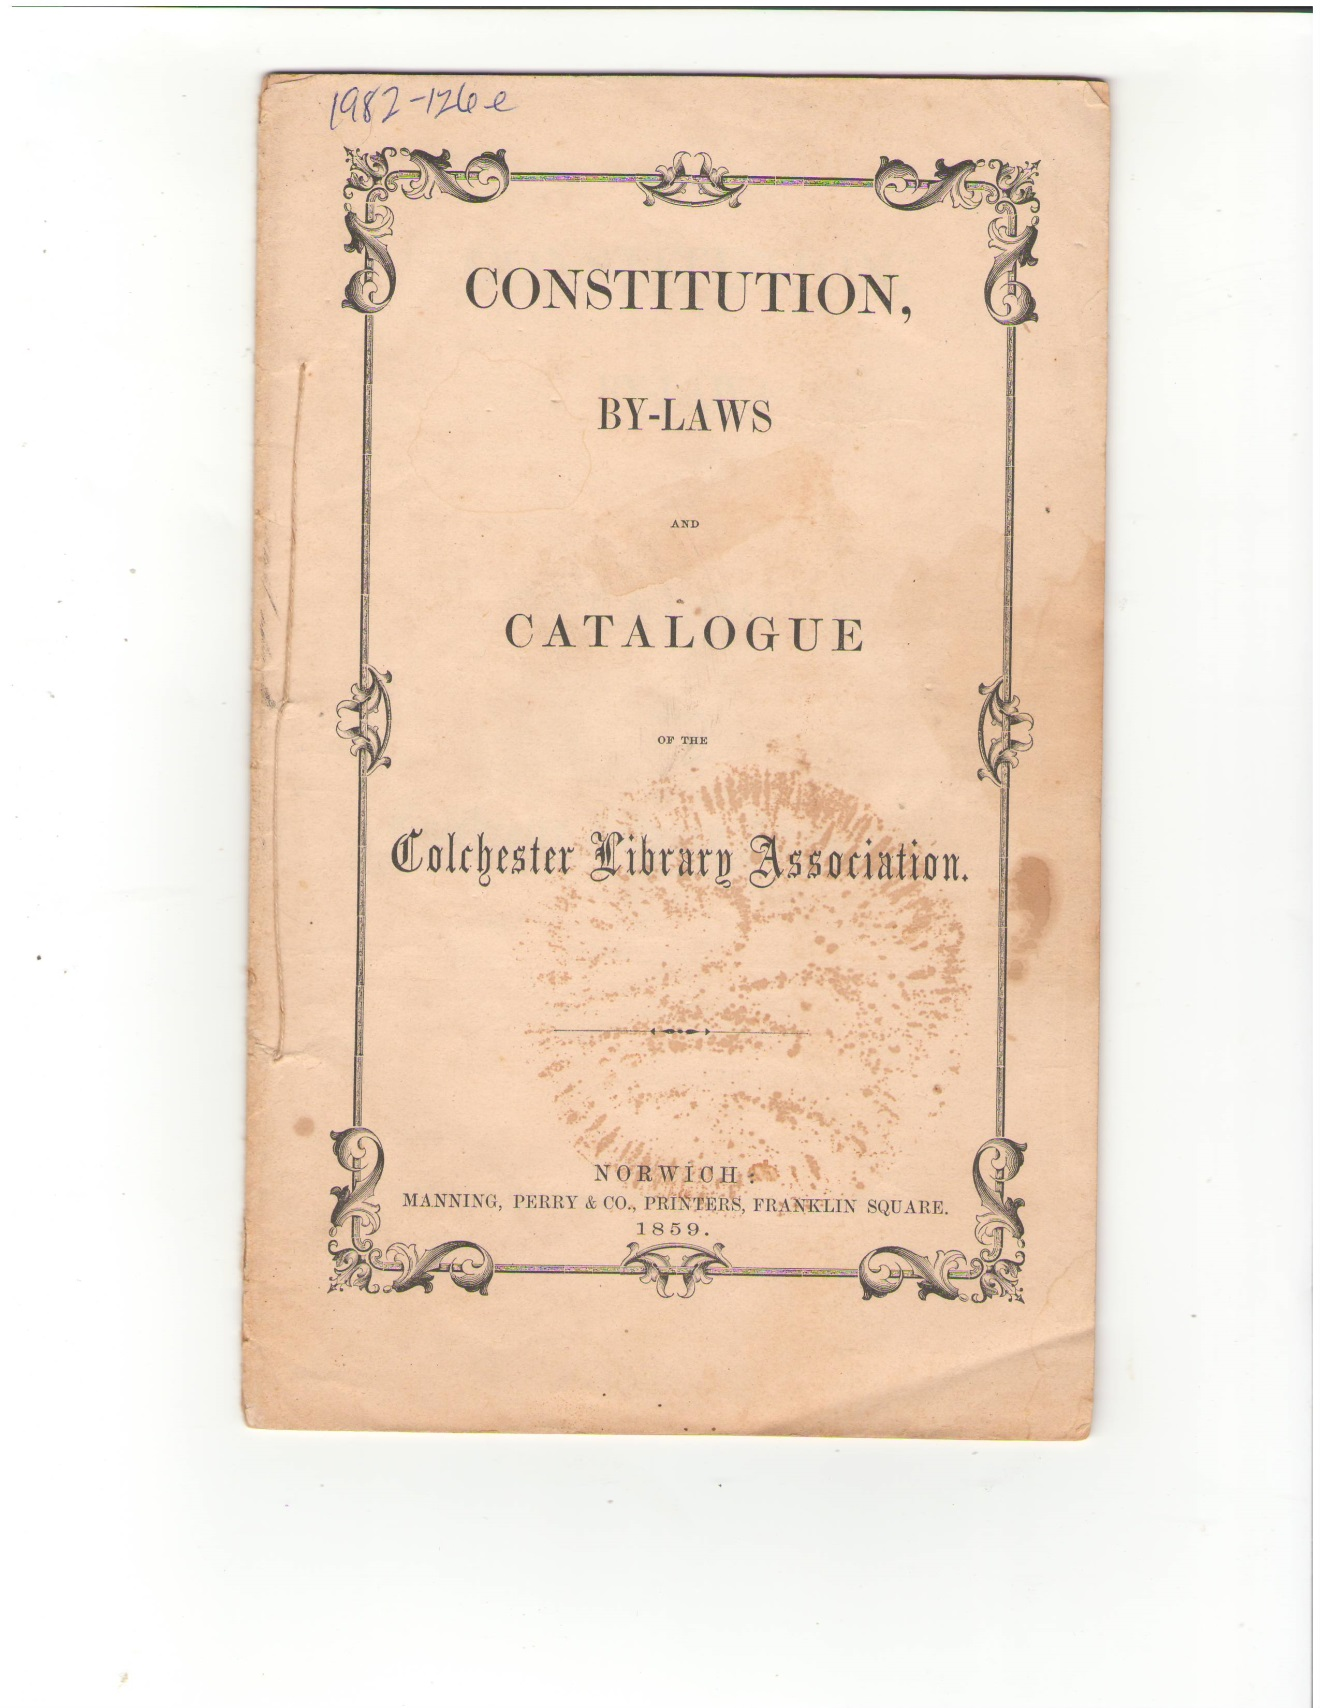 1982-126e
CONSTITUTION,
BY-LAWS
AND
CATALOGUE
OF THE
Colchester Library Association.
NORWICH:
MANNING, PERRY & CO., PRINTERS, FRANKLIN SQUARE.
1859.